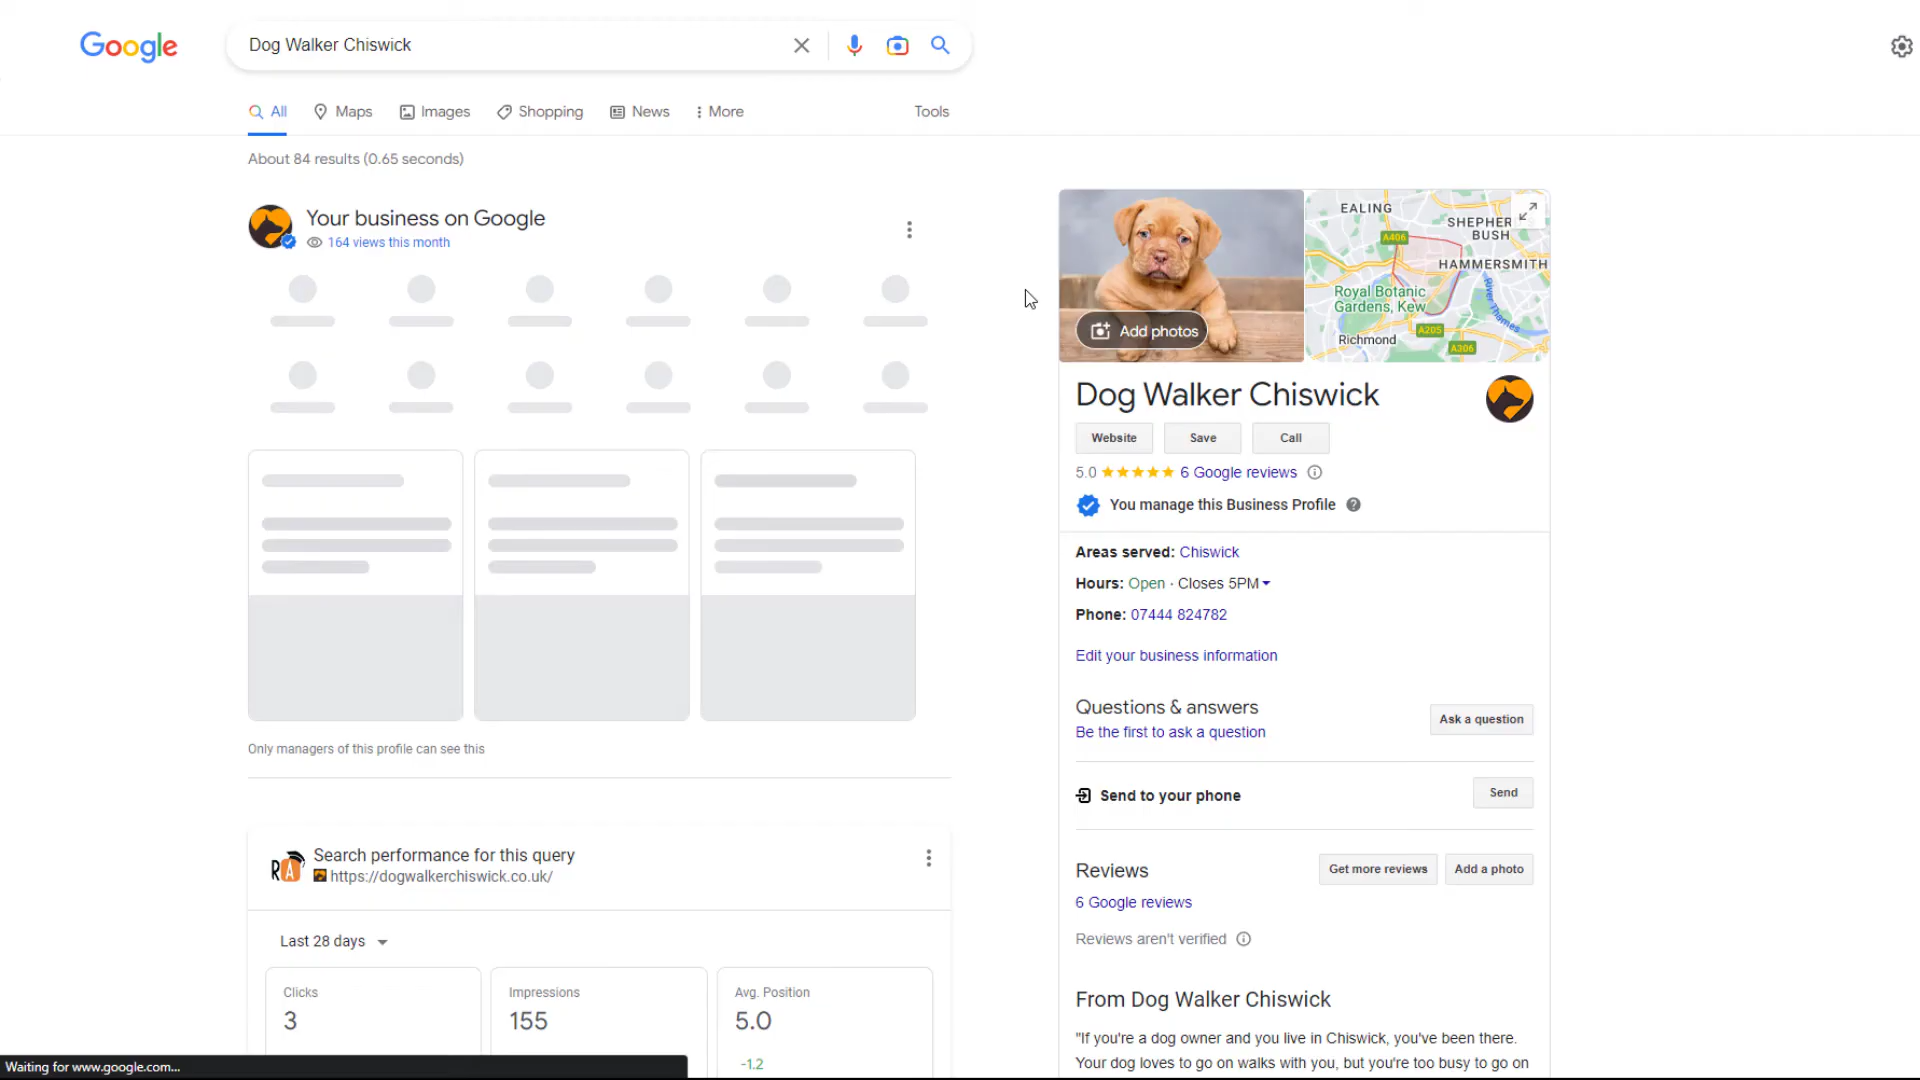 Google
Dog Walker Chiswick
All
Maps
Images
Shopping
News
More
Tools
About 84 results (0.65 seconds)
Your business on Google
164 views this month
Only managers of this profile can see this
RA
Search performance for this query
https://dogwalkerchiswick.co.uk/
Last 28 days
Clicks
3
Impressions
155
Avg. Position
5.0
-1.2
Waiting for www.google.com...
Add photos
EALING
SHEPHER
BUSH
A406
HAMMERSMITH
Royal Botanic
Gardens, Kew
River Thames
A205
Richmond
A306
Dog Walker Chiswick
Website
Save
Call
5.0
6 Google reviews
You manage this Business Profile
Areas served: Chiswick
Hours: Open · Closes 5PM
Phone: 07444 824782
Edit your business information
Questions & answers
Be the first to ask a question
Ask a question
Send to your phone
Send
Reviews
Get more reviews
Add a photo
6 Google reviews
Reviews aren't verified
From Dog Walker Chiswick
"If you're a dog owner and you live in Chiswick, you've been there.
Your dog loves to go on walks with you, but you're too busy to go on